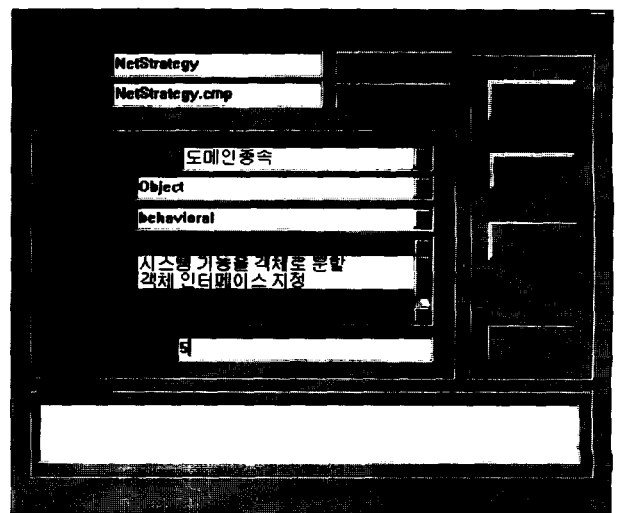 NetStrategy
NetStrategy.cmp
도메인종속
Object
behavioral
시스템 기능을 객체로 분할
객체 인터페이스 지정
5